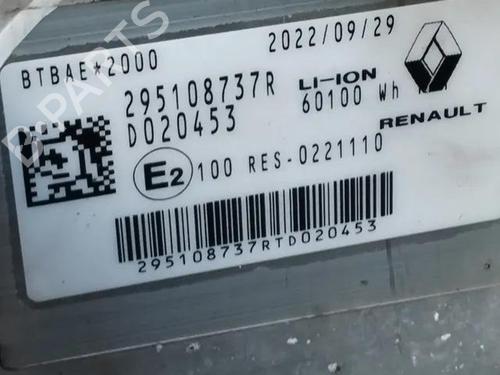 BTBAE*2000
2022/09/29
295108737R
D020453
LI-ION
60100 Wh
RENAULT
E2
100 RES-0221110
295108737RTD020453
B-PARTS